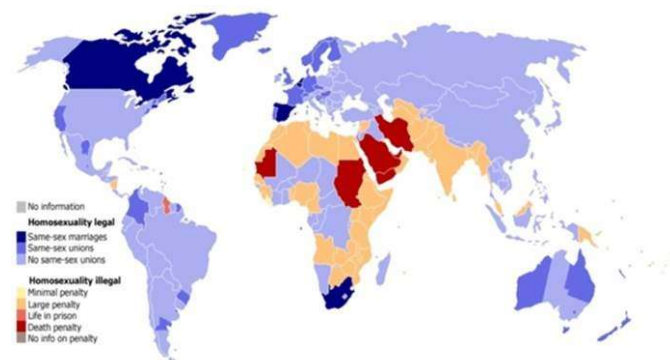 No information
Homosexuality legal
Same-sex marriages
Same-sex unions
No same-sex unions
Homosexuality illegal
Minimal penalty
Large penalty
Life in prison
Death penalty
No info on penalty